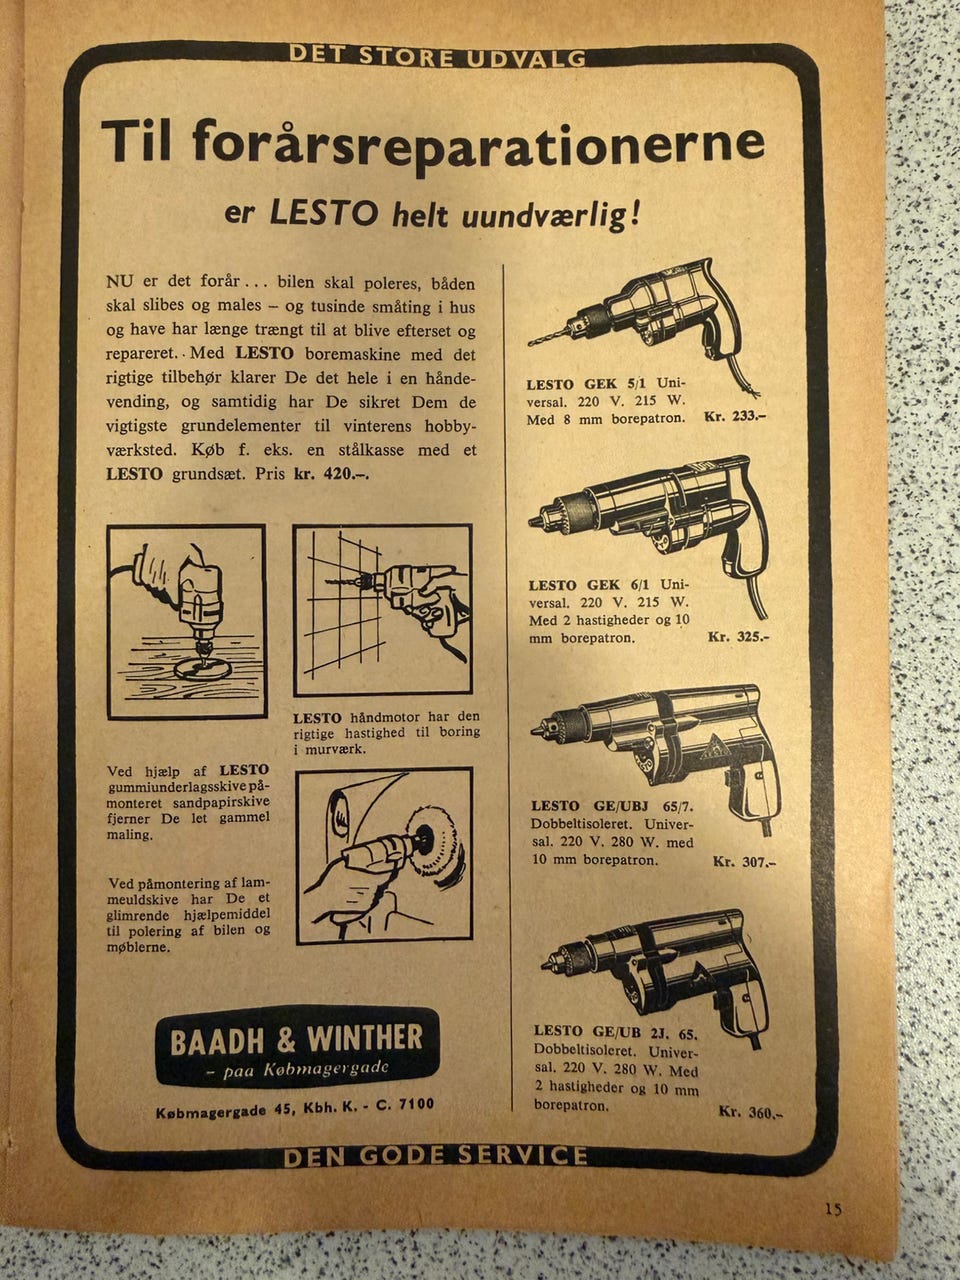 DET STORE UDVALG
Til forårsreparationerne
er LESTO helt uundværlig!
NU er det forår... bilen skal poleres, båden
skal slibes og males – og tusinde småting i hus
og have har længe trængt til at blive efterset og
repareret. Med LESTO boremaskine med det
rigtige tilbehør klarer De det hele i en hånde-
vending, og samtidig har De sikret Dem de
vigtigste grundelementer til vinterens hobby-
værksted. Køb f. eks. en stålkasse med et
LESTO grundsæt. Pris kr. 420.–.
LESTO håndmotor har den
rigtige hastighed til boring
i murværk.
Ved hjælp af LESTO
gummiunderlagsskive på-
monteret sandpapirskive
fjerner De let gammel
maling.
Ved påmontering af lam-
meuldskive har De et
glimrende hjælpemiddel
til polering af bilen og
møblerne.
BAADH & WINTHER
– paa Købmagergade
Købmagergade 45, Kbh. K. - C. 7100
LESTO GEK 5/1 Uni-
versal. 220 V. 215 W.
Med 8 mm borepatron. Kr. 233.–
LESTO GEK 6/1 Uni-
versal. 220 V. 215 W.
Med 2 hastigheder og 10
mm borepatron. Kr. 325.-
LESTO GE/UBJ 65/7.
Dobbeltisoleret. Univer-
sal. 220 V. 280 W. med
10 mm borepatron. Kr. 307.–
LESTO GE/UB 2J. 65.
Dobbeltisoleret. Univer-
sal. 220 V. 280 W. Med
2 hastigheder og 10 mm
borepatron. Kr. 360.–
DEN GODE SERVICE
15